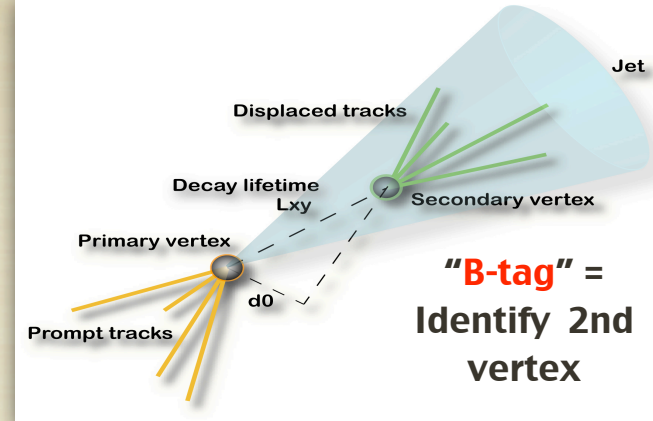 Jet
Displaced tracks
Decay lifetime
Lxy
Secondary vertex
Primary vertex
d0
Prompt tracks
“B-tag” =
Identify 2nd
vertex